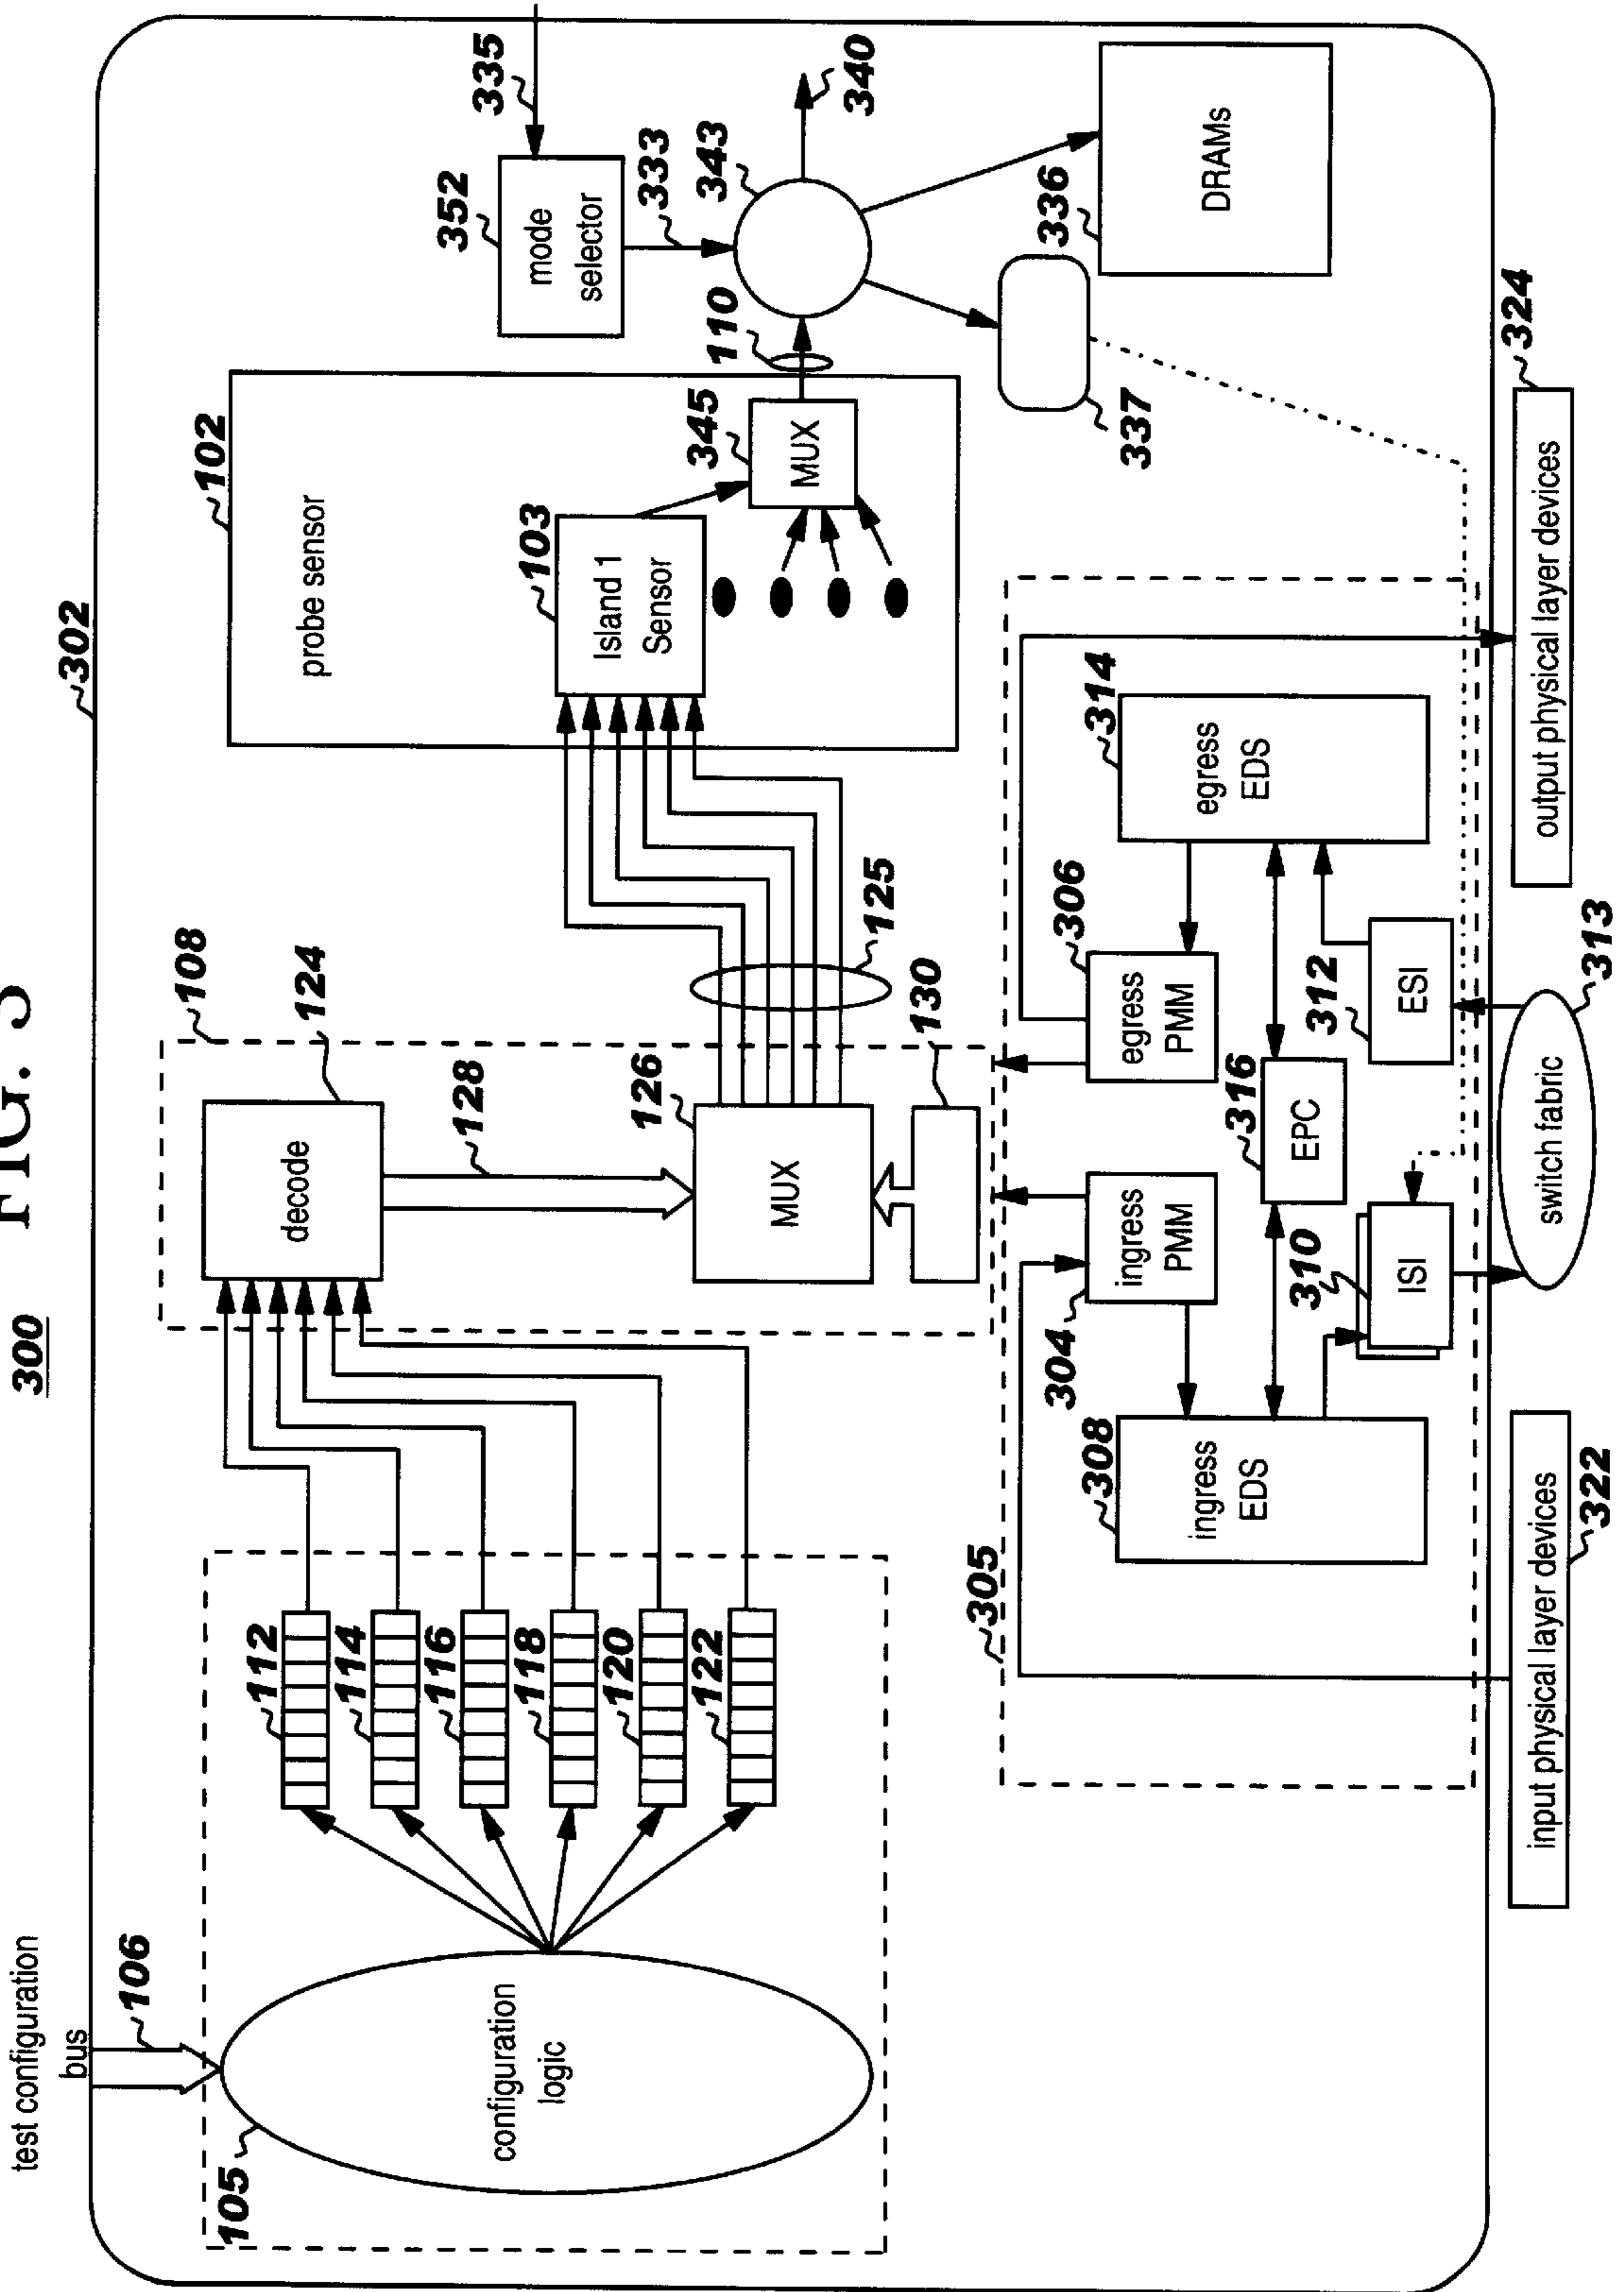 FIG. 3
300
test configuration
bus
106
302
105
configuration
logic
112
114
116
118
120
122
108
124
decode
128
126
MUX
130
125
102
probe sensor
103
Island 1
Sensor
345
MUX
110
352
mode
selector
335
333
343
340
336
DRAMs
337
305
304
ingress
PMM
306
egress
PMM
308
ingress
EDS
314
egress
EDS
316
EPC
310
ISI
312
ESI
322
input physical layer devices
switch fabric
313
324
output physical layer devices